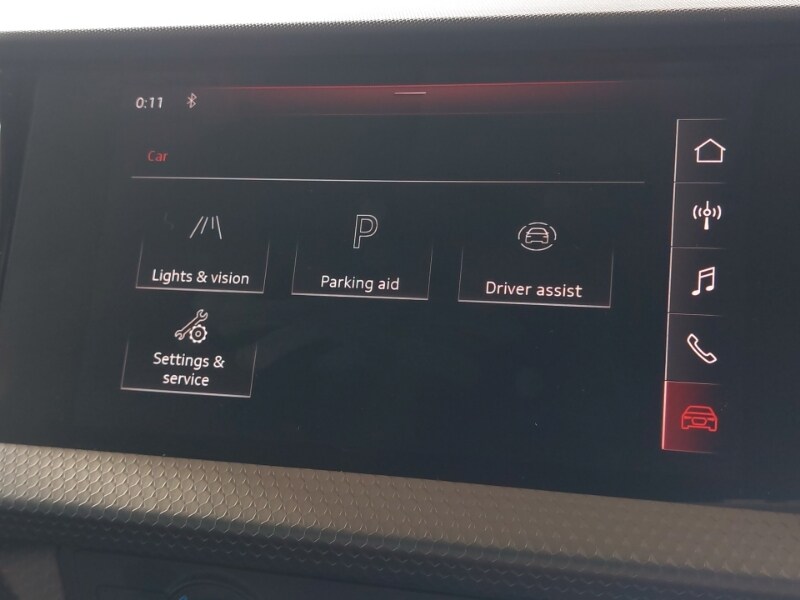 0:11
Car
Lights & vision
P
Parking aid
Driver assist
Settings &
service